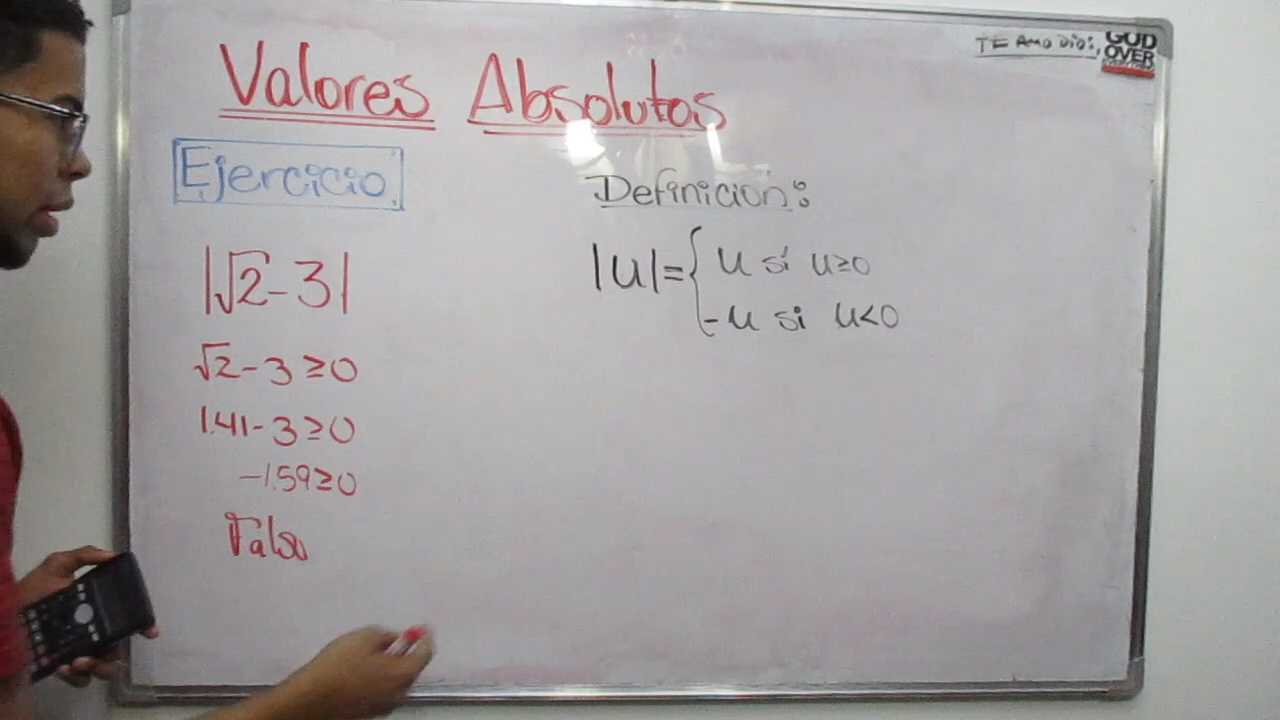 TE AMO DIOS,
GOD
OVER
Valores Absolutos
Ejercicio.
Definicion:
|√2 - 3|
|u| = { u si u≥0
-u si u<0
√2 - 3 ≥ 0
1.41 - 3 ≥ 0
-1.59 ≥ 0
Falso